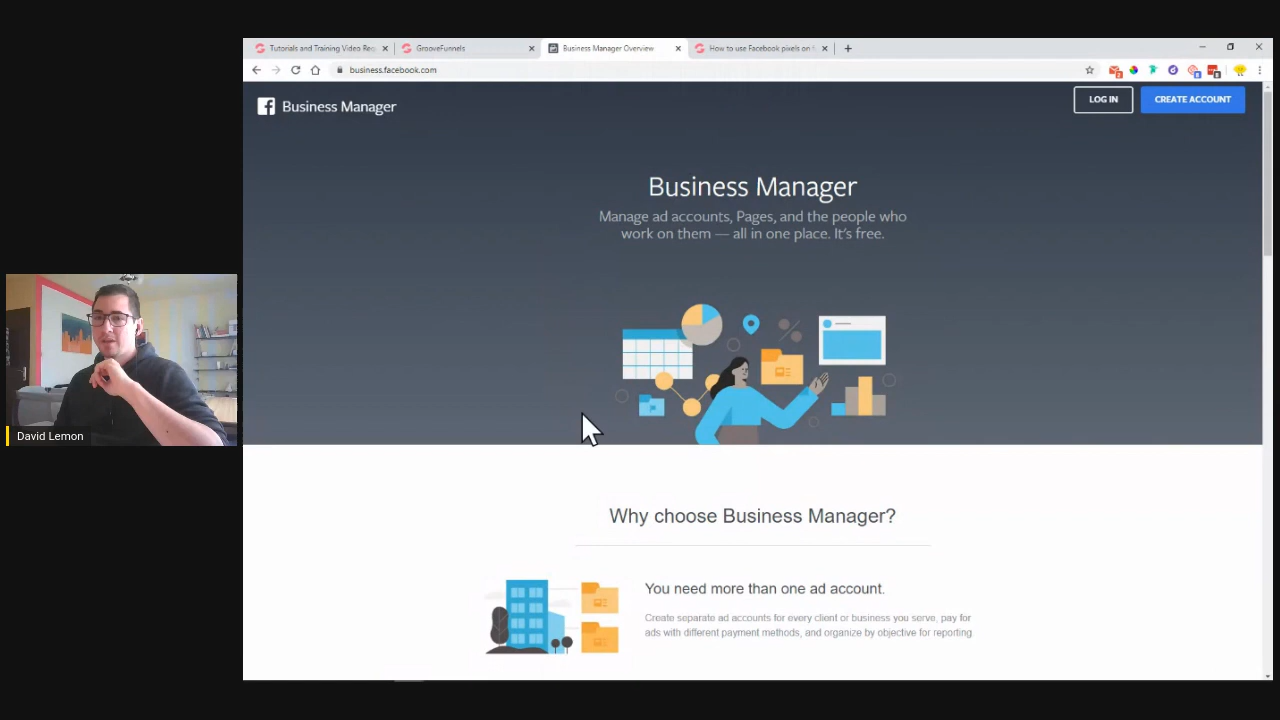 Tutorials and Training Video Req
GrooveFunnels
Business Manager Overview
How to use Facebook pixels on
business.facebook.com
Business Manager
LOG IN
CREATE ACCOUNT
Business Manager
Manage ad accounts, Pages, and the people who
work on them — all in one place. It's free.
David Lemon
Why choose Business Manager?
You need more than one ad account.
Create separate ad accounts for every client or business you serve, pay for
ads with different payment methods, and organize by objective for reporting